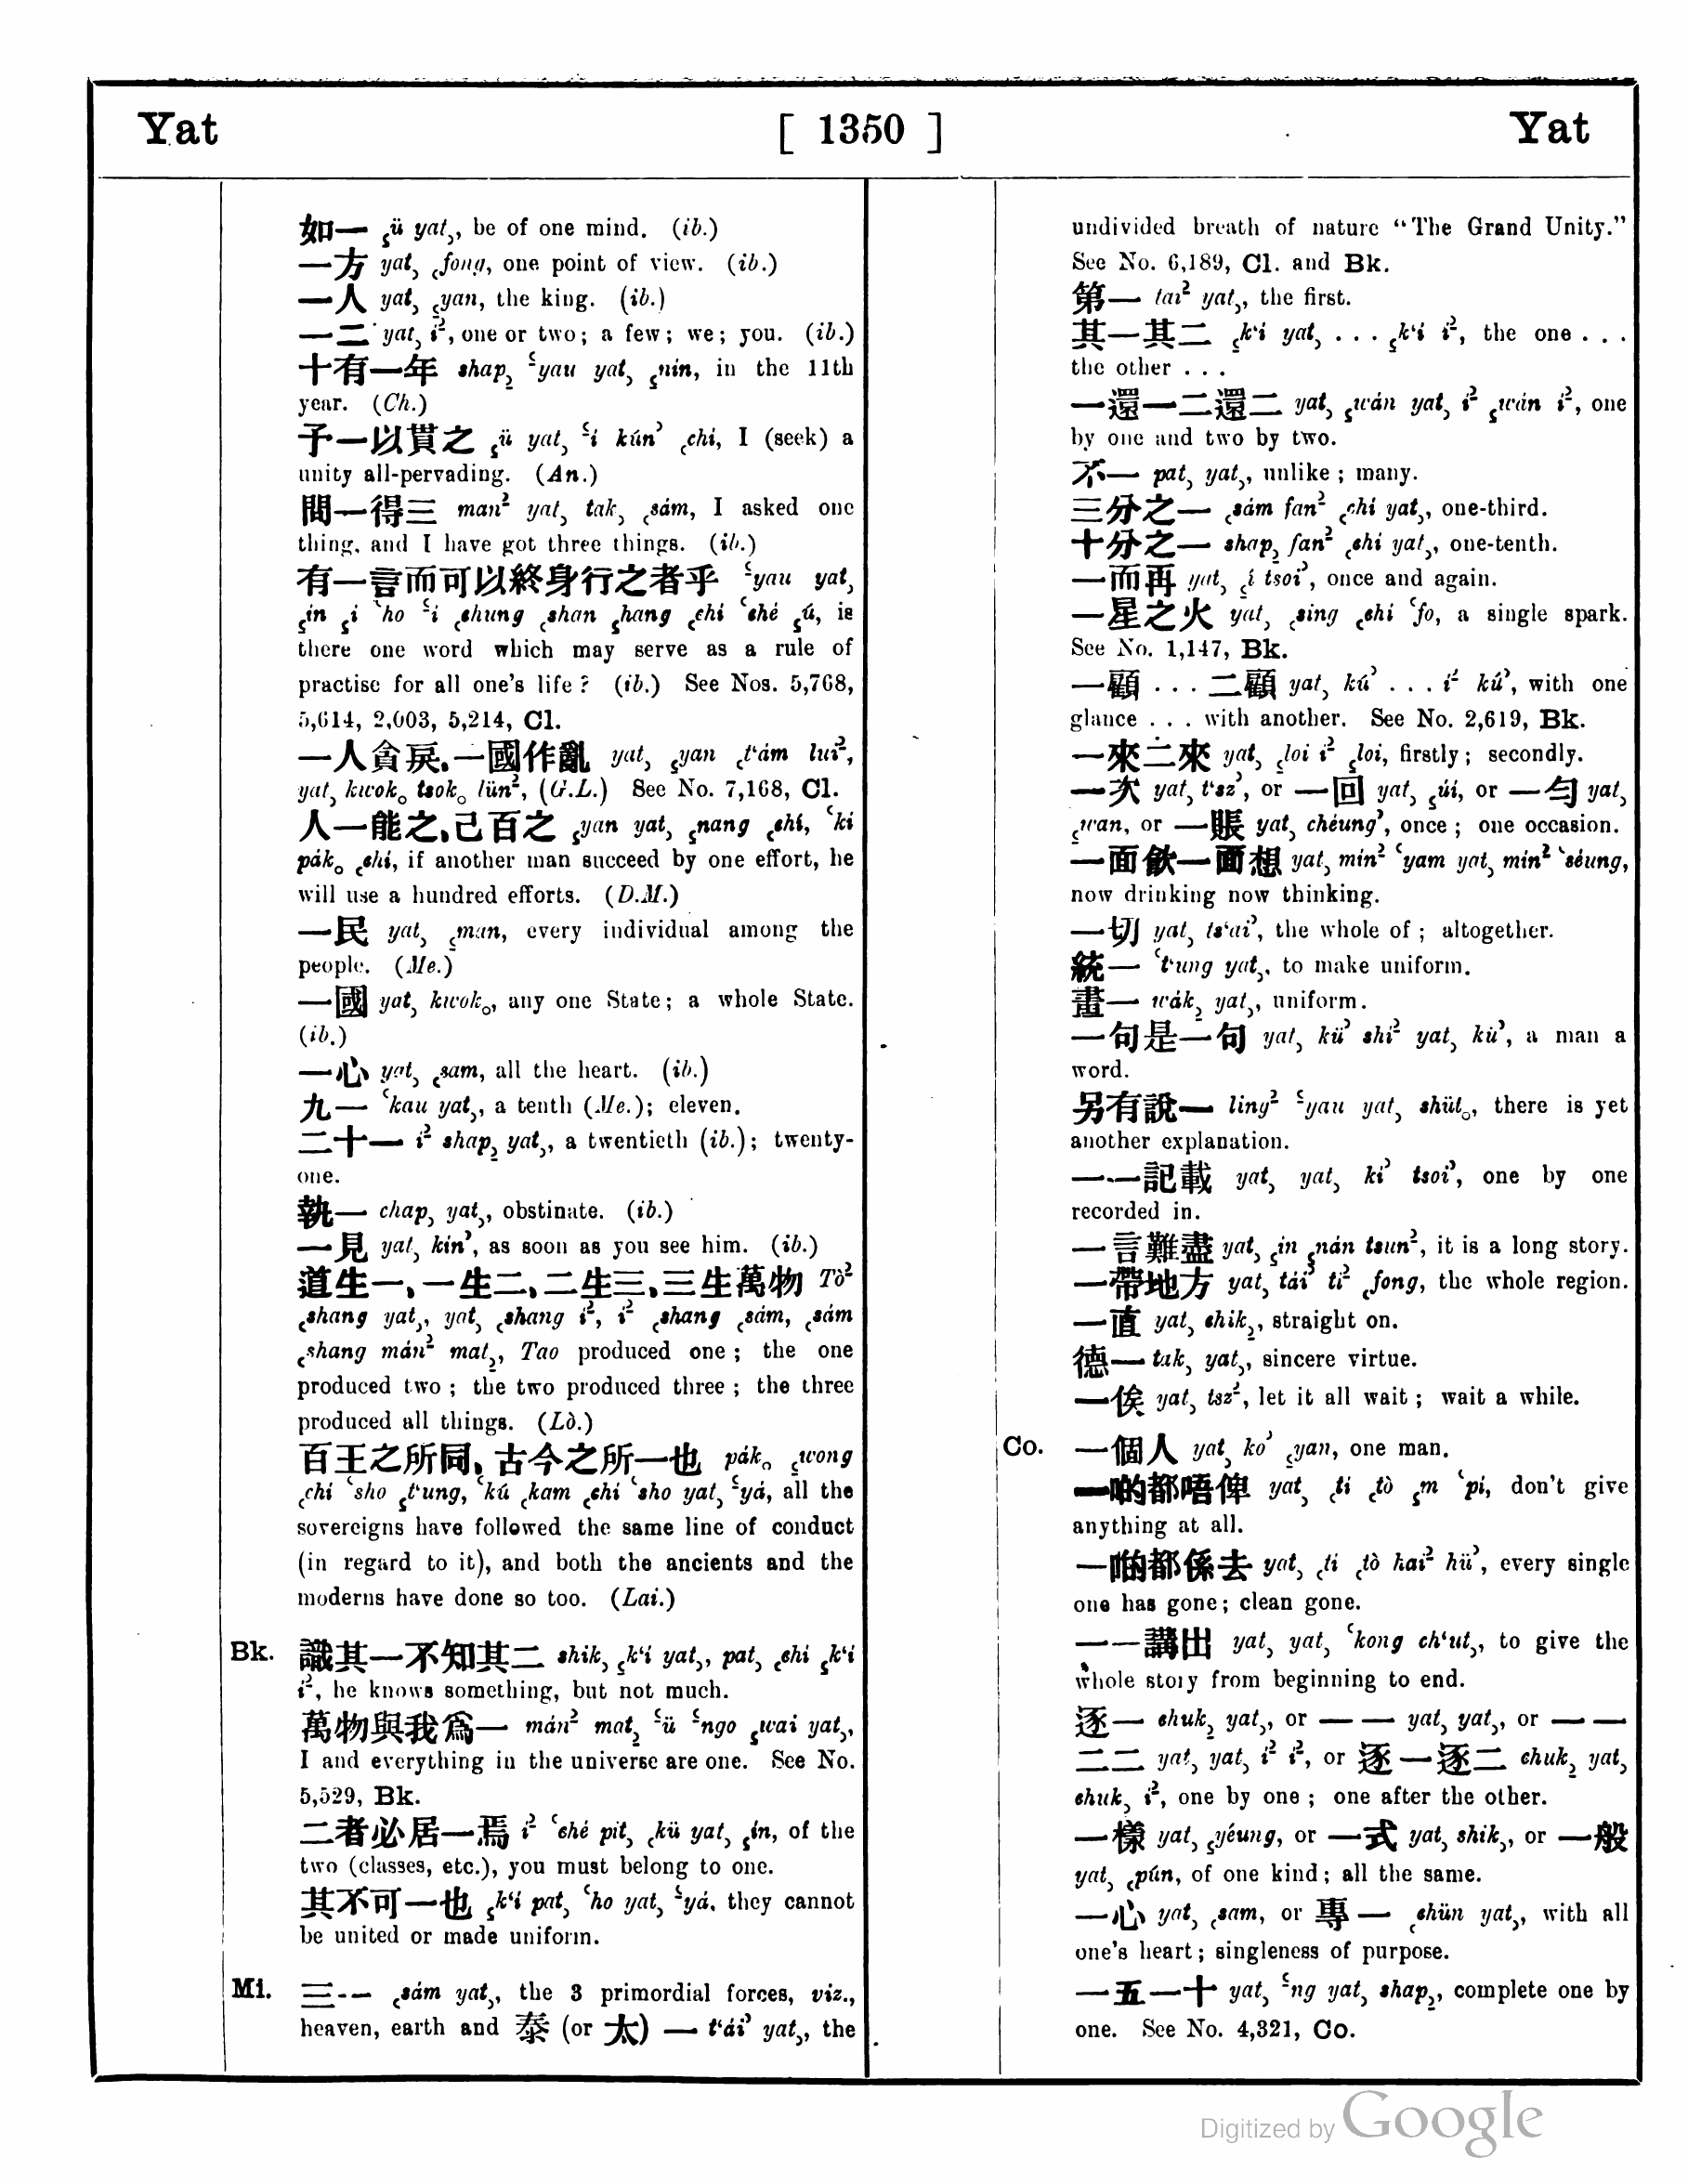 Yat [ 1350 ] Yat
如一 ꜁ü yat꜆, be of one mind. (ib.)
一方 yat꜆ ꜀fong, one point of view. (ib.)
一人 yat꜆ ꜁yan, the king. (ib.)
一二 yat꜆ i², one or two; a few; we; you. (ib.)
十有一年 shap꜇ ꜃yau yat꜆ ꜁nin, in the 11th
year. (Ch.)
予一以貫之 ꜁ü yat꜆ ꜃i kún꜄ ꜀chi, I (seek) a
unity all-pervading. (An.)
問一得三 man² yat꜆ tak꜆ ꜀sám, I asked one
thing, and I have got three things. (ib.)
有一言而可以終身行之者乎 ꜃yau yat꜆
꜁in ꜁i ꜂ho ꜃i ꜀chung ꜀shan ꜁hang ꜀chi ꜂ché ꜁ú, is
there one word which may serve as a rule of
practise for all one's life? (ib.) See Nos. 5,768,
5,614, 2,003, 5,214, Cl.
一人貪戾,一國作亂 yat꜆ ꜁yan ꜀t‘ám lui²,
yat꜆ kwok₀ tsok₀ lün², (G.L.) See No. 7,168, Cl.
人一能之,己百之 ꜁yan yat꜆ ꜁nang ꜀chi, ꜂ki
pák₀ ꜀chi, if another man succeed by one effort, he
will use a hundred efforts. (D.M.)
一民 yat꜆ ꜁man, every individual among the
people. (Me.)
一國 yat꜆ kwok₀, any one State; a whole State.
(ib.)
一心 yat꜆ ꜀sam, all the heart. (ib.)
九一 ꜂kau yat꜆, a tenth (Me.); eleven.
二十一 i² shap꜇ yat꜆, a twentieth (ib.); twenty-
one.
執一 chap꜆ yat꜆, obstinate. (ib.)
一見 yat꜆ kin꜄, as soon as you see him. (ib.)
道生一,一生二,二生三,三生萬物 Tò²
꜀shang yat꜆, yat꜆ ꜀shang i², i² ꜀shang ꜀sám, ꜀sám
꜀shang mán² mat꜇, Tao produced one; the one
produced two; the two produced three; the three
produced all things. (Lò.)
百王之所同,古今之所一也 pák₀ ꜁wong
꜀chi ꜂sho ꜁t‘ung, ꜂kú ꜀kam ꜀chi ꜂sho yat꜆ ꜃yá, all the
sovereigns have followed the same line of conduct
(in regard to it), and both the ancients and the
moderns have done so too. (Lai.)
Bk. 識其一不知其二 shik꜆ ꜁k‘i yat꜆, pat꜆ ꜀chi ꜁k‘i
i², he knows something, but not much.
萬物與我爲一 mán² mat꜇ ꜃ü ꜃ngo ꜁wai yat꜆,
I and everything in the universe are one. See No.
5,529, Bk.
二者必居一焉 i² ꜂ché pit꜆ ꜀kü yat꜆ ꜁in, of the
two (classes, etc.), you must belong to one.
其不可一也 ꜁k‘i pat꜆ ꜂ho yat꜆ ꜃yá, they cannot
be united or made uniform.
Mi. 三一 ꜀sám yat꜆, the 3 primordial forces, viz.,
heaven, earth and 泰 (or 太) 一 t‘ái꜄ yat꜆, the
undivided breath of nature "The Grand Unity."
See No. 6,189, Cl. and Bk.
第一 tai² yat꜆, the first.
其一其二 ꜁k‘i yat꜆ ... ꜁k‘i i², the one ...
the other ...
一還一二還二 yat꜆ ꜁wán yat꜆ i² ꜁wán i², one
by one and two by two.
不一 pat꜆ yat꜆, unlike; many.
三分之一 ꜀sám fan² ꜀chi yat꜆, one-third.
十分之一 shap꜇ fan² ꜀chi yat꜆, one-tenth.
一而再 yat꜆ ꜁i tsoi꜄, once and again.
一星之火 yat꜆ ꜀sing ꜀chi ꜂fo, a single spark.
See No. 1,147, Bk.
一顧 ... 二顧 yat꜆ kú꜄ ... i² kú꜄, with one
glance ... with another. See No. 2,619, Bk.
一來二來 yat꜆ ꜁loi i² ꜁loi, firstly; secondly.
一次 yat꜆ t‘sz꜄, or 一回 yat꜆ ꜁úi, or 一勻 yat꜆
꜁wan, or 一賬 yat꜆ chéung꜄, once; one occasion.
一面飲一面想 yat꜆ mín² ꜂yam yat꜆ mín² ꜂séung,
now drinking now thinking.
一切 yat꜆ ts‘ai꜄, the whole of; altogether.
統一 ꜂t‘ung yat꜆, to make uniform.
畫一 wák꜇ yat꜆, uniform.
一句是一句 yat꜆ kü꜄ shi² yat꜆ kü꜄, a man a
word.
另有說一 ling² ꜃yau yat꜆ shüt₀, there is yet
another explanation.
一一記載 yat꜆ yat꜆ ki꜄ tsoi꜄, one by one
recorded in.
一言難盡 yat꜆ ꜁in ꜁nán tsun², it is a long story.
一帶地方 yat꜆ tái꜄ ti² ꜀fong, the whole region.
一直 yat꜆ chik꜇, straight on.
德一 tak꜆ yat꜆, sincere virtue.
一俟 yat꜆ tsz², let it all wait; wait a while.
Co. 一個人 yat꜆ ko꜄ ꜁yan, one man.
一啲都唔俾 yat꜆ ꜀ti ꜀tò ꜁m ꜂pi, don't give
anything at all.
一啲都係去 yat꜆ ꜀ti ꜀tò hai² hü꜄, every single
one has gone; clean gone.
一一講出 yat꜆ yat꜆ ꜂kong ch‘ut꜆, to give the
whole story from beginning to end.
逐一 chuk꜇ yat꜆, or 一一 yat꜆ yat꜆, or 一一
二二 yat꜆ yat꜆ i² i², or 逐一逐二 chuk꜇ yat꜆
chuk꜆ i², one by one; one after the other.
一樣 yat꜆ ꜁yéung, or 一式 yat꜆ shik꜆, or 一般
yat꜆ ꜀pún, of one kind; all the same.
一心 yat꜆ ꜀sam, or 專一 ꜀chün yat꜆, with all
one's heart; singleness of purpose.
一五一十 yat꜆ ꜃ng yat꜆ shap꜇, complete one by
one. See No. 4,321, Co.
Digitized by Google